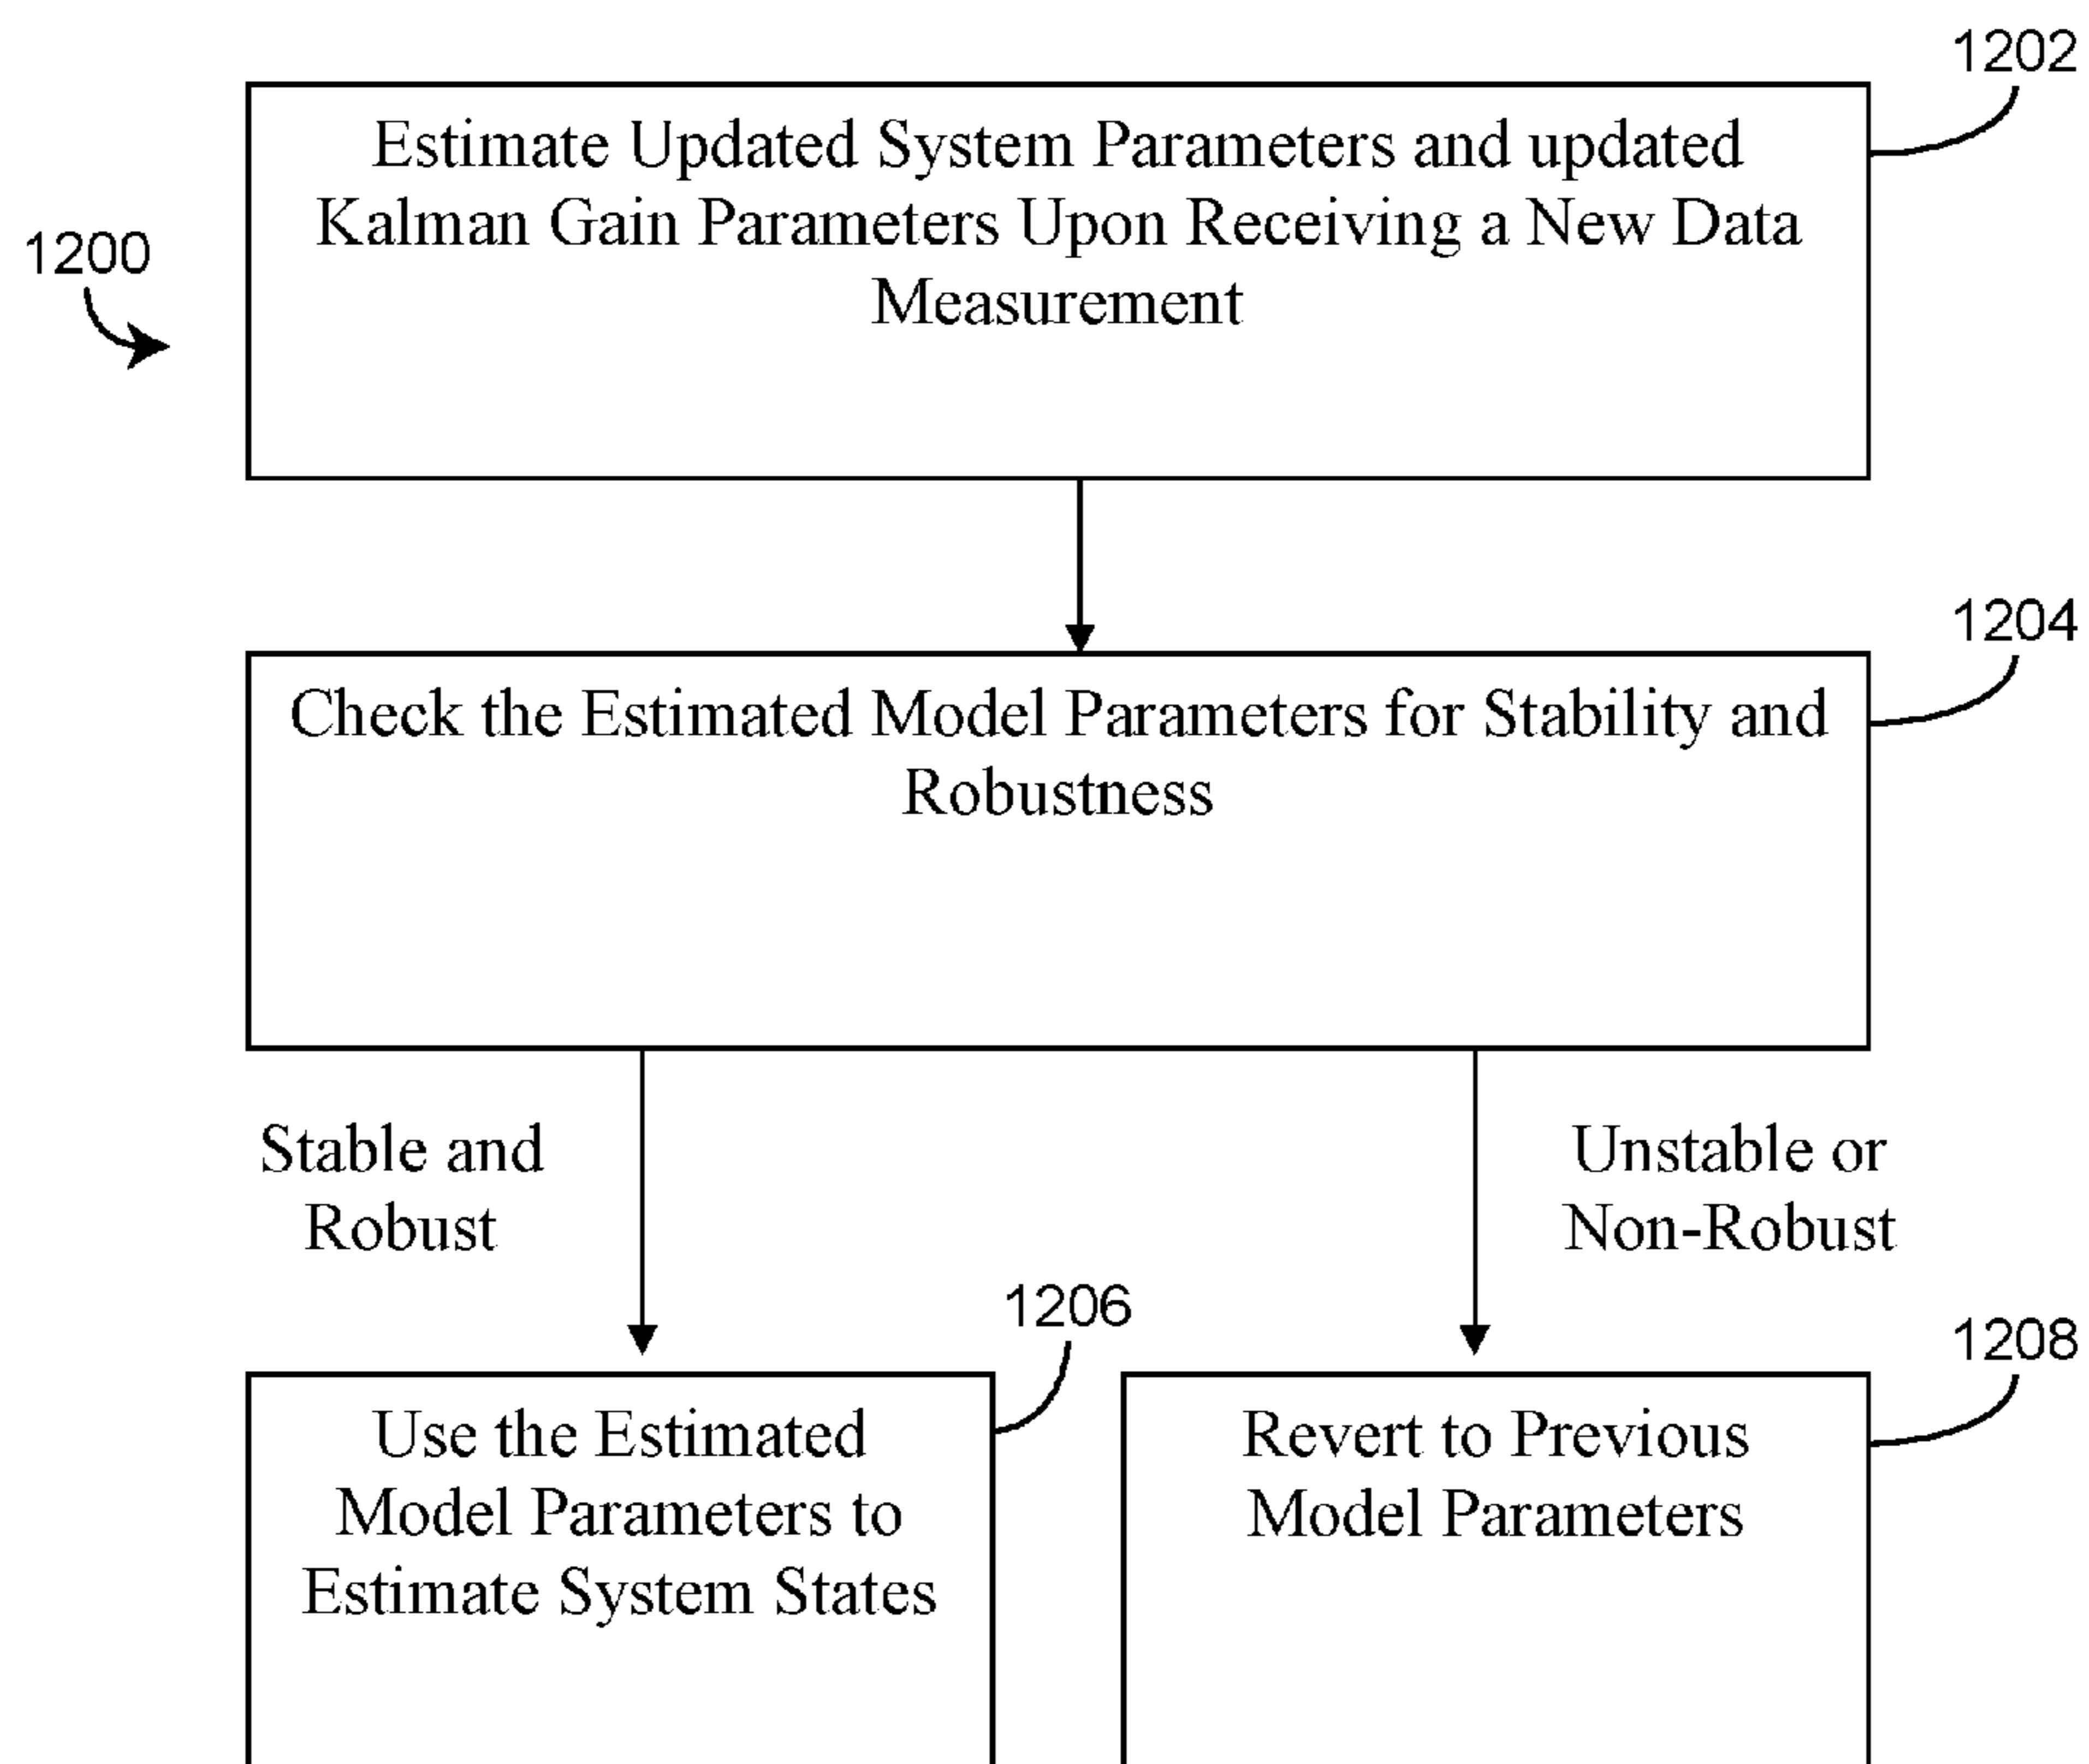 1202
Estimate Updated System Parameters and updated
Kalman Gain Parameters Upon Receiving a New Data
Measurement
1200
1204
Check the Estimated Model Parameters for Stability and
Robustness
Stable and
Robust
Unstable or
Non-Robust
1206
1208
Use the Estimated
Model Parameters to
Estimate System States
Revert to Previous
Model Parameters